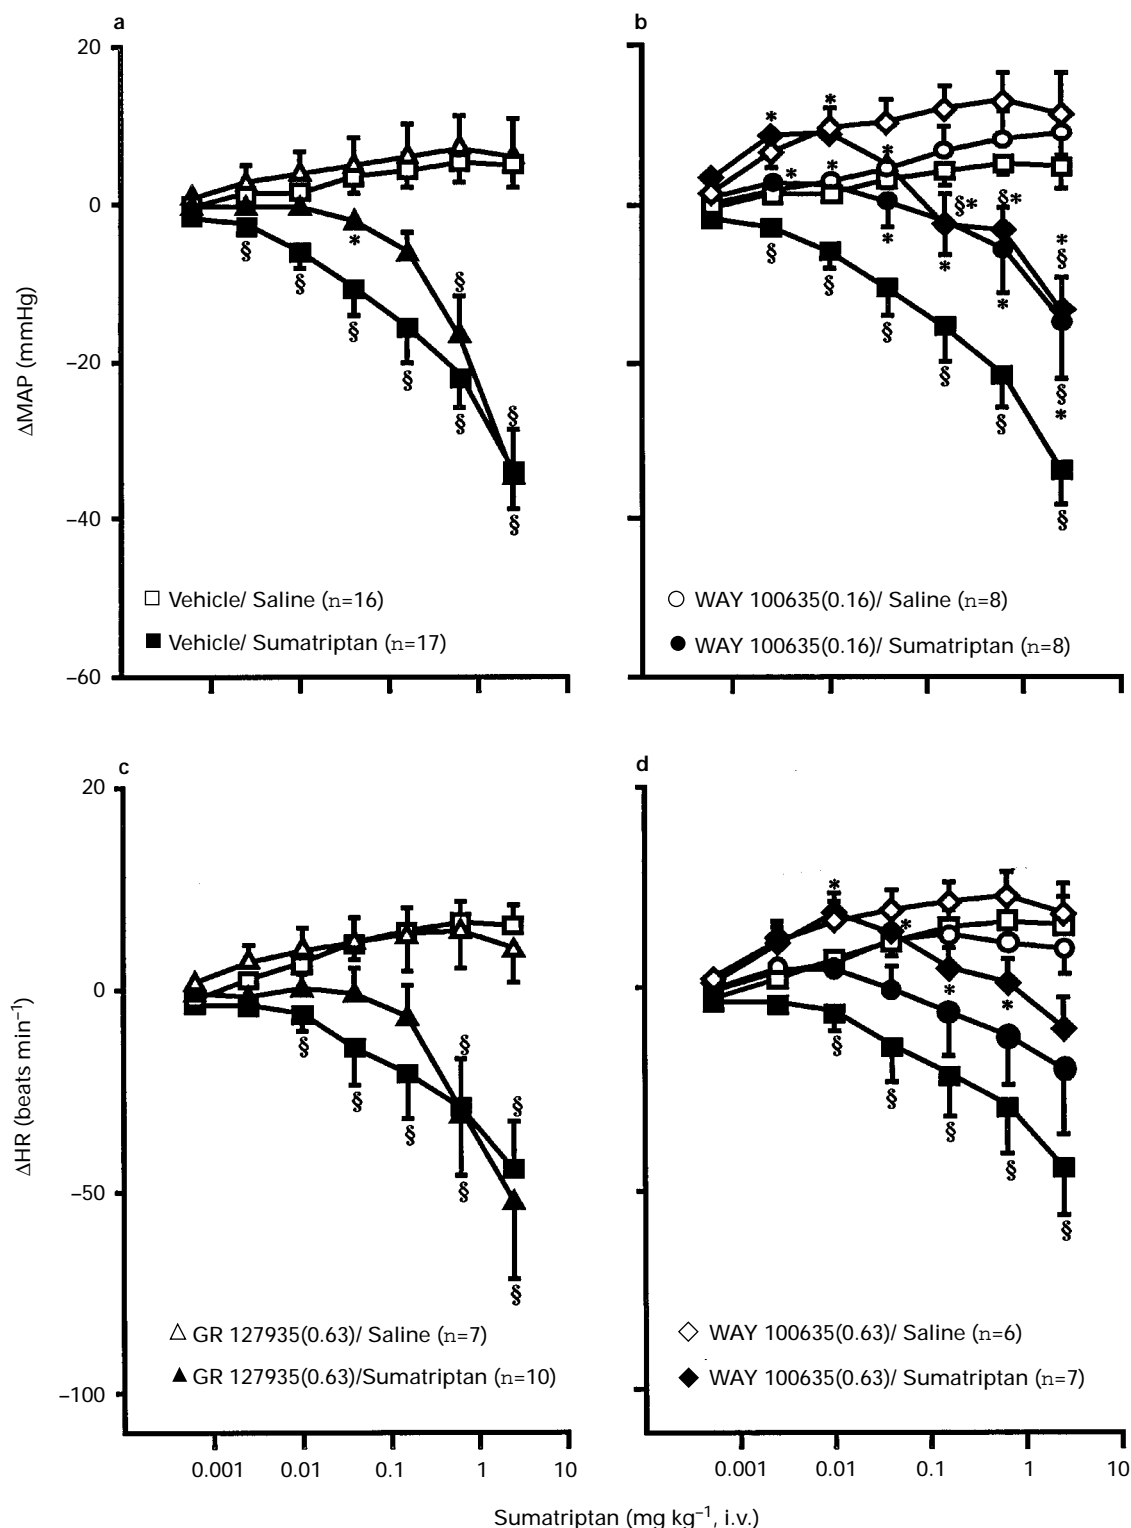 a
b
20
0
−20
−40
−60
ΔMAP (mmHg)
§ § § § § § * § §
* * * * * * * * * * § * § * § § § § § § § § * *
Vehicle/ Saline (n=16)
Vehicle/ Sumatriptan (n=17)
WAY 100635(0.16)/ Saline (n=8)
WAY 100635(0.16)/ Sumatriptan (n=8)
c
d
20
0
−50
−100
ΔHR (beats min⁻¹)
§ § § § § § §
* * * * § § § § §
GR 127935(0.63)/ Saline (n=7)
GR 127935(0.63)/Sumatriptan (n=10)
WAY 100635(0.63)/ Saline (n=6)
WAY 100635(0.63)/ Sumatriptan (n=7)
0.001 0.01 0.1 1 10
0.001 0.01 0.1 1 10
Sumatriptan (mg kg⁻¹, i.v.)